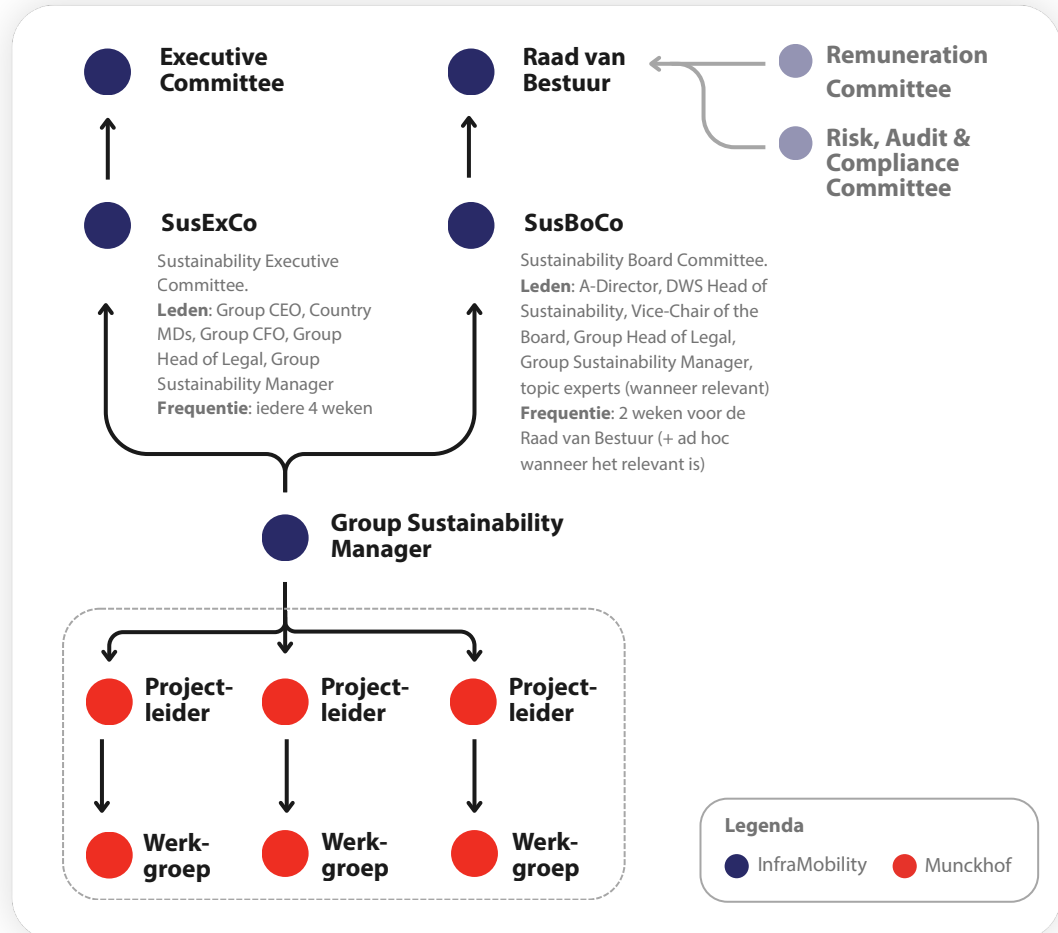 Executive
Committee
Raad van
Bestuur
Remuneration
Committee
Risk, Audit &
Compliance
Committee
SusExCo
Sustainability Executive
Committee.
Leden: Group CEO, Country
MDs, Group CFO, Group
Head of Legal, Group
Sustainability Manager
Frequentie: iedere 4 weken
SusBoCo
Sustainability Board Committee.
Leden: A-Director, DWS Head of
Sustainability, Vice-Chair of the
Board, Group Head of Legal,
Group Sustainability Manager,
topic experts (wanneer relevant)
Frequentie: 2 weken voor de
Raad van Bestuur (+ ad hoc
wanneer het relevant is)
Group Sustainability
Manager
Project-
leider
Project-
leider
Project-
leider
Werk-
groep
Werk-
groep
Werk-
groep
Legenda
InfraMobility
Munckhof